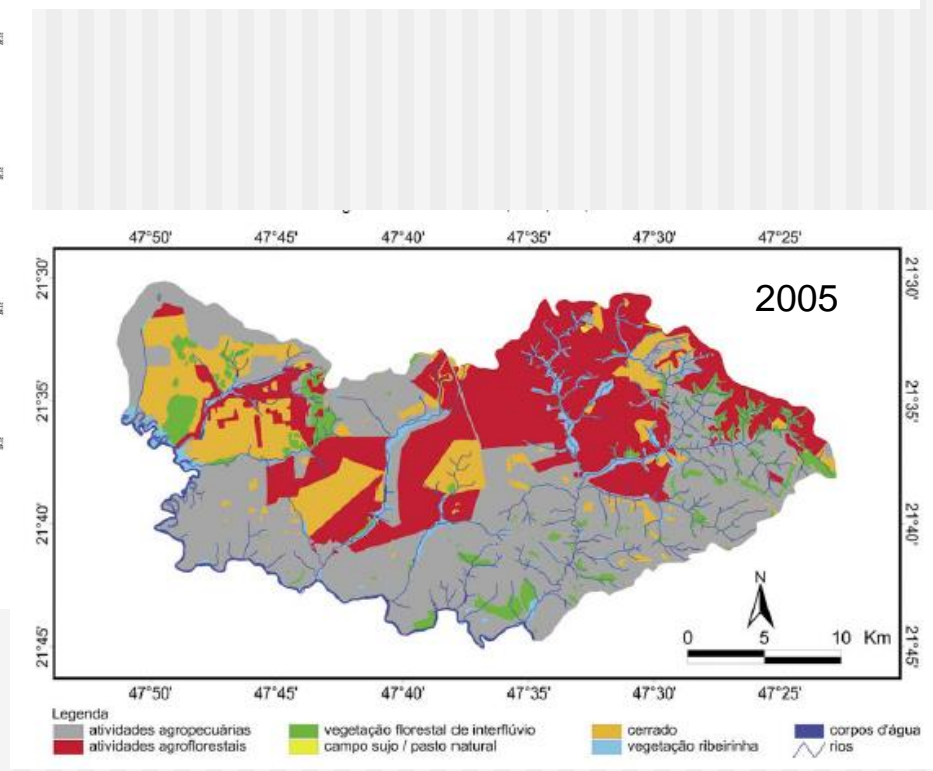 47°50' 47°45' 47°40' 47°35' 47°30' 47°25'
21°30' 21°30'
2005
21°35' 21°35'
21°40' 21°40'
N
0 5 10 Km
21°45' 21°45'
47°50' 47°45' 47°40' 47°35' 47°30' 47°25'
Legenda
atividades agropecuárias vegetação florestal de interflúvio cerrado corpos d'água
atividades agroflorestais campo sujo / pasto natural vegetação ribeirinha rios